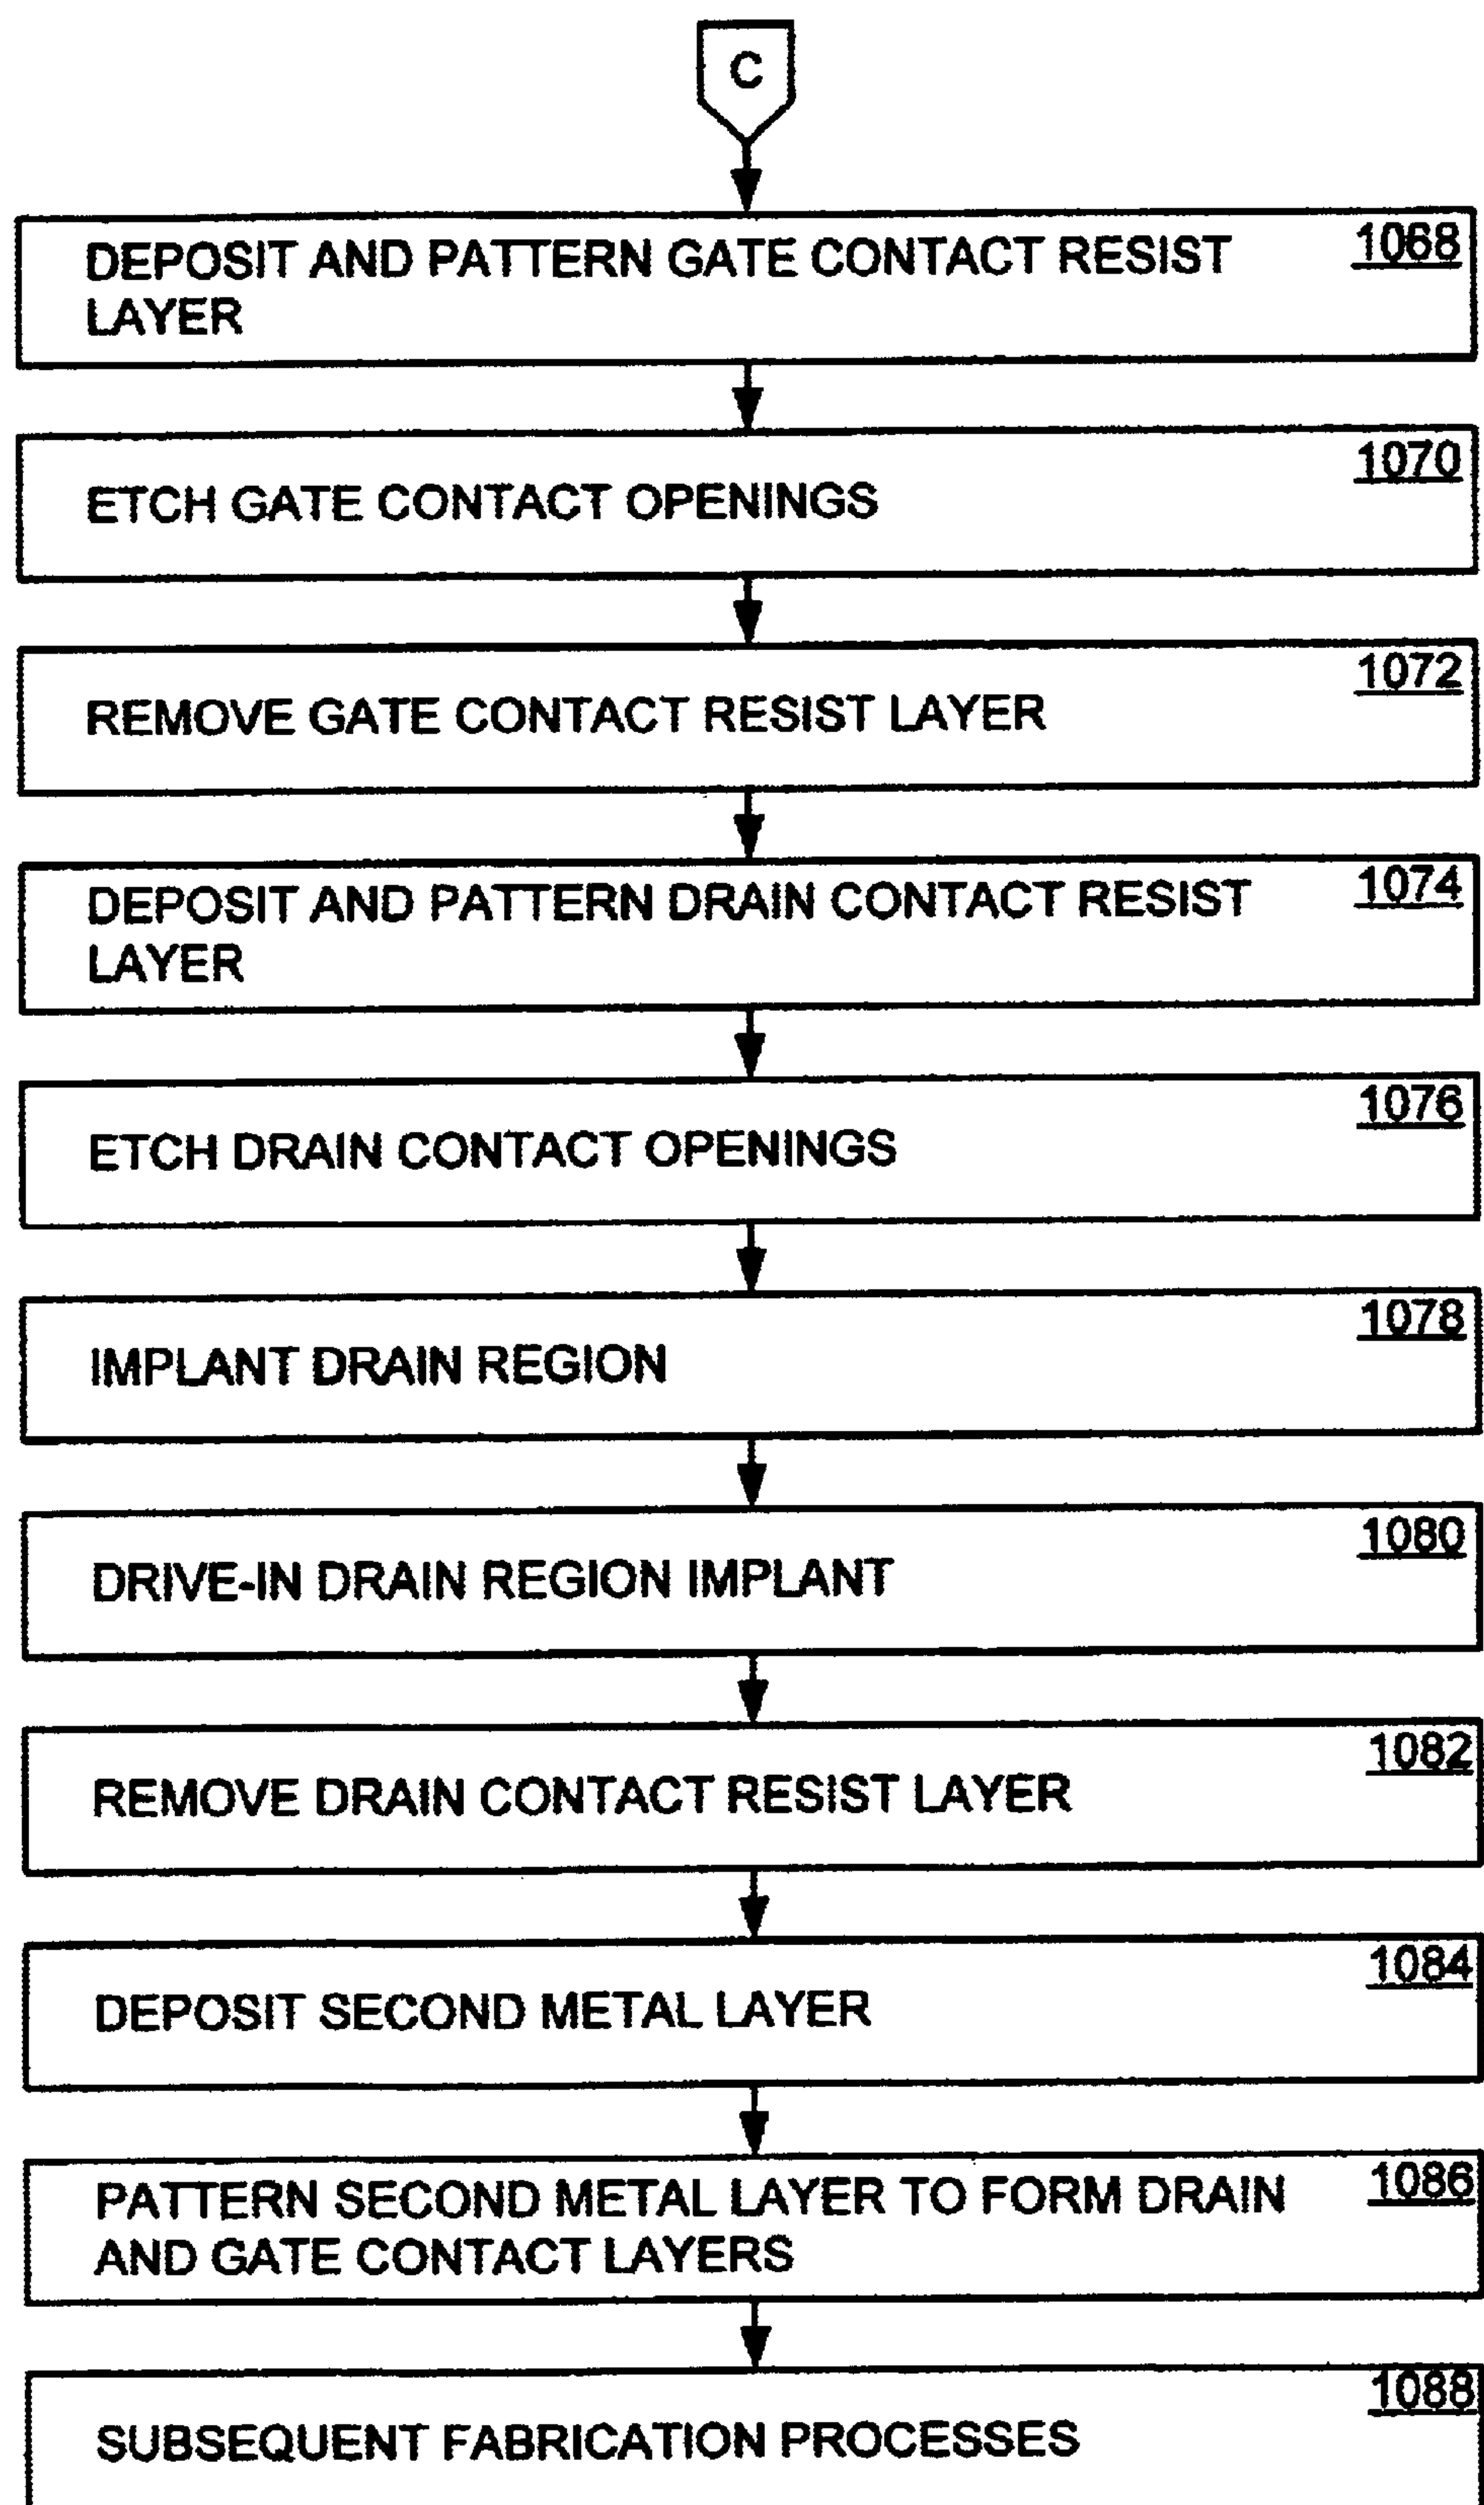 C
DEPOSIT AND PATTERN GATE CONTACT RESIST 1068
LAYER
1070
ETCH GATE CONTACT OPENINGS
1072
REMOVE GATE CONTACT RESIST LAYER
DEPOSIT AND PATTERN DRAIN CONTACT RESIST 1074
LAYER
1076
ETCH DRAIN CONTACT OPENINGS
1078
IMPLANT DRAIN REGION
1080
DRIVE-IN DRAIN REGION IMPLANT
1082
REMOVE DRAIN CONTACT RESIST LAYER
1084
DEPOSIT SECOND METAL LAYER
PATTERN SECOND METAL LAYER TO FORM DRAIN 1086
AND GATE CONTACT LAYERS
1088
SUBSEQUENT FABRICATION PROCESSES